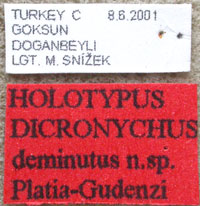 TURKEY C 8.6.2001
GOKSUN
DOGANBEYLI
LGT. M. SNÍŽEK
HOLOTYPUS
DICRONYCHUS
deminutus n.sp.
Platia-Gudenzi